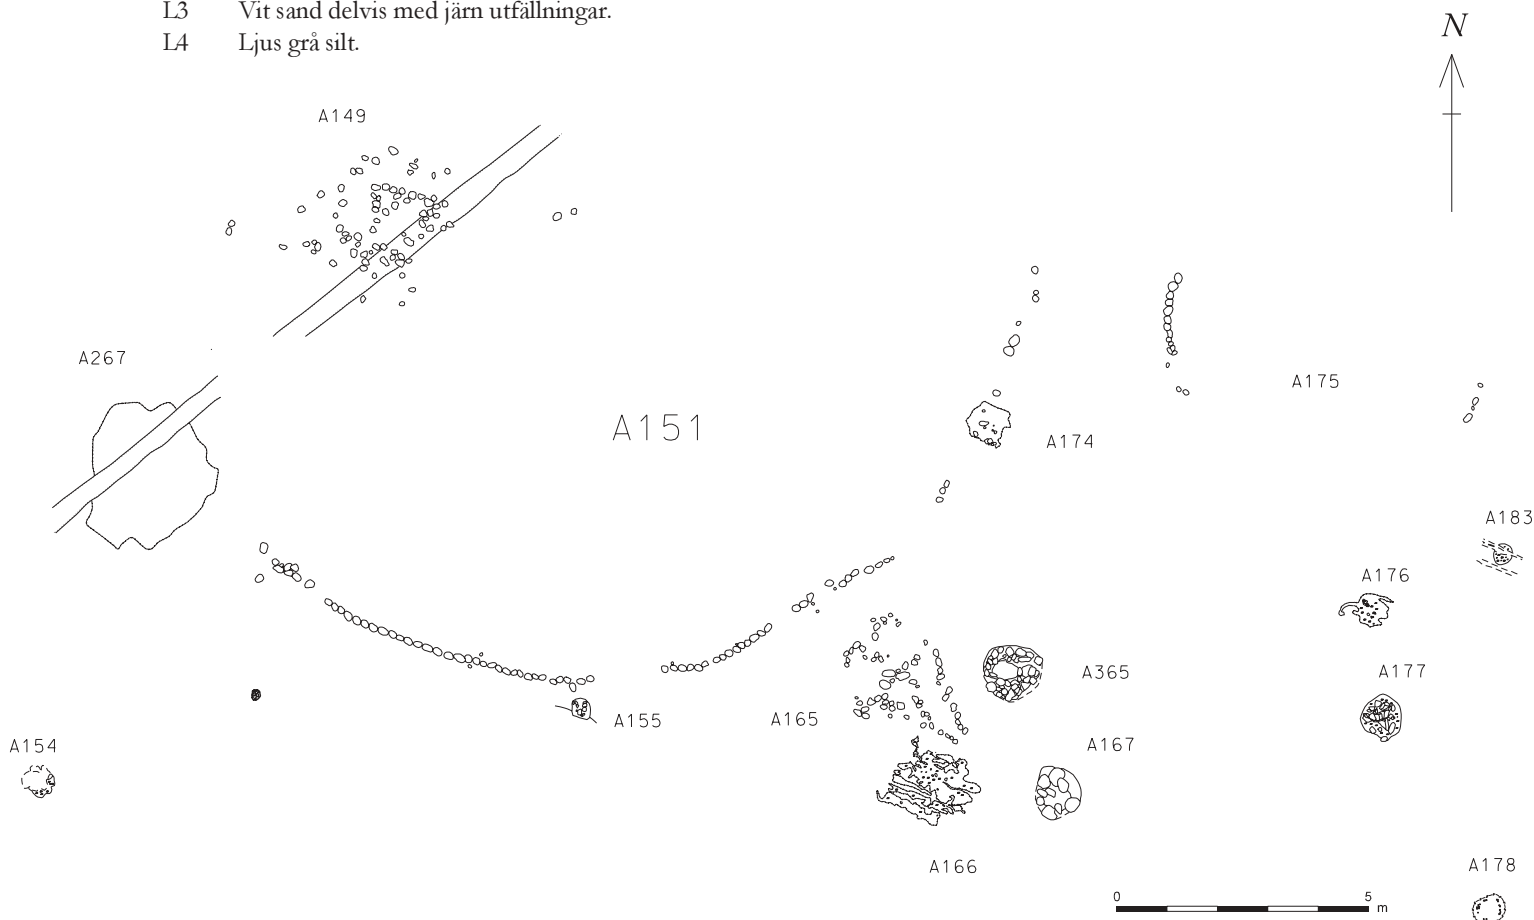 L3 Vit sand delvis med järn utfällningar.
L4 Ljus grå silt.
N
A149
A267
A175
A151
A174
A183
A176
A365
A177
A165
A155
A154
A167
A166
A178
0 5 m